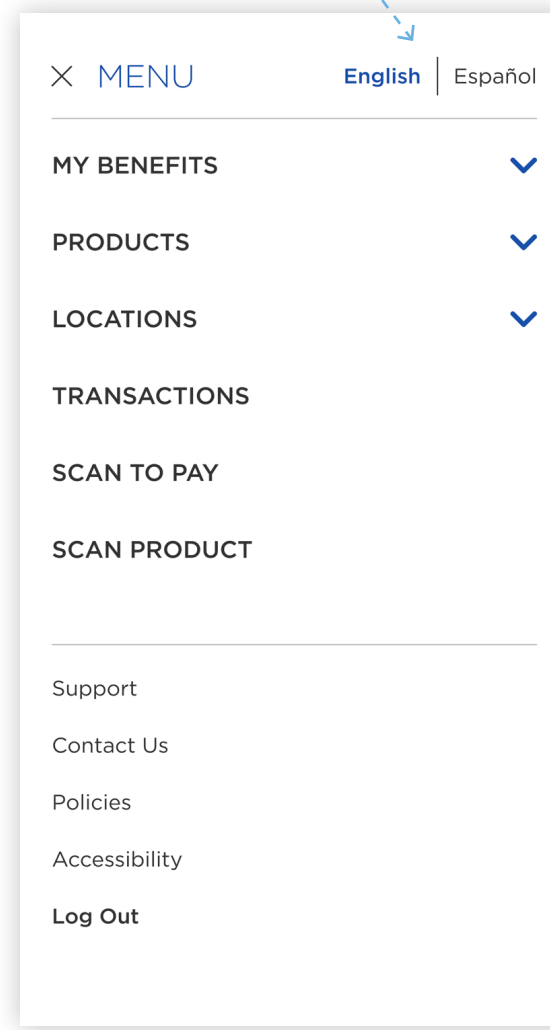 MENU English Español
MY BENEFITS
PRODUCTS
LOCATIONS
TRANSACTIONS
SCAN TO PAY
SCAN PRODUCT
Support
Contact Us
Policies
Accessibility
Log Out